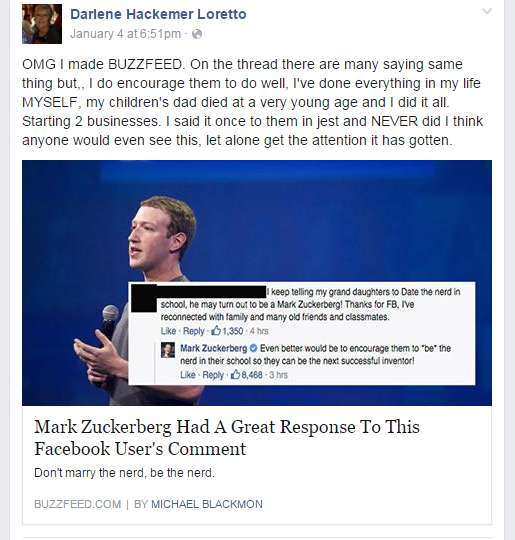 Darlene Hackemer Loretto
January 4 at 6:51pm ·
OMG I made BUZZFEED. On the thread there are many saying same
thing but,, I do encourage them to do well, I've done everything in my life
MYSELF, my children's dad died at a very young age and I did it all.
Starting 2 businesses. I said it once to them in jest and NEVER did I think
anyone would even see this, let alone get the attention it has gotten.
I keep telling my grand daughters to Date the nerd in
school, he may turn out to be a Mark Zuckerberg! Thanks for FB, I've
reconnected with family and many old friends and classmates.
Like · Reply · 1,350 · 4 hrs
Mark Zuckerberg Even better would be to encourage them to *be* the
nerd in their school so they can be the next successful inventor!
Like · Reply · 8,468 · 3 hrs
Mark Zuckerberg Had A Great Response To This
Facebook User's Comment
Don't marry the nerd, be the nerd.
BUZZFEED.COM | BY MICHAEL BLACKMON